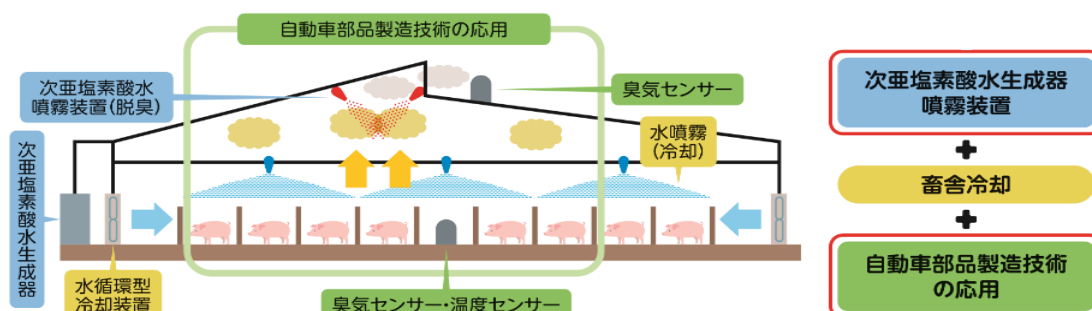 自動車部品製造技術の応用
次亜塩素酸水
噴霧装置(脱臭)
臭気センサー
水噴霧
(冷却)
次亜塩素酸水生成器
水循環型
冷却装置
臭気センサー・温度センサー
次亜塩素酸水生成器
噴霧装置
+
畜舎冷却
+
自動車部品製造技術
の応用